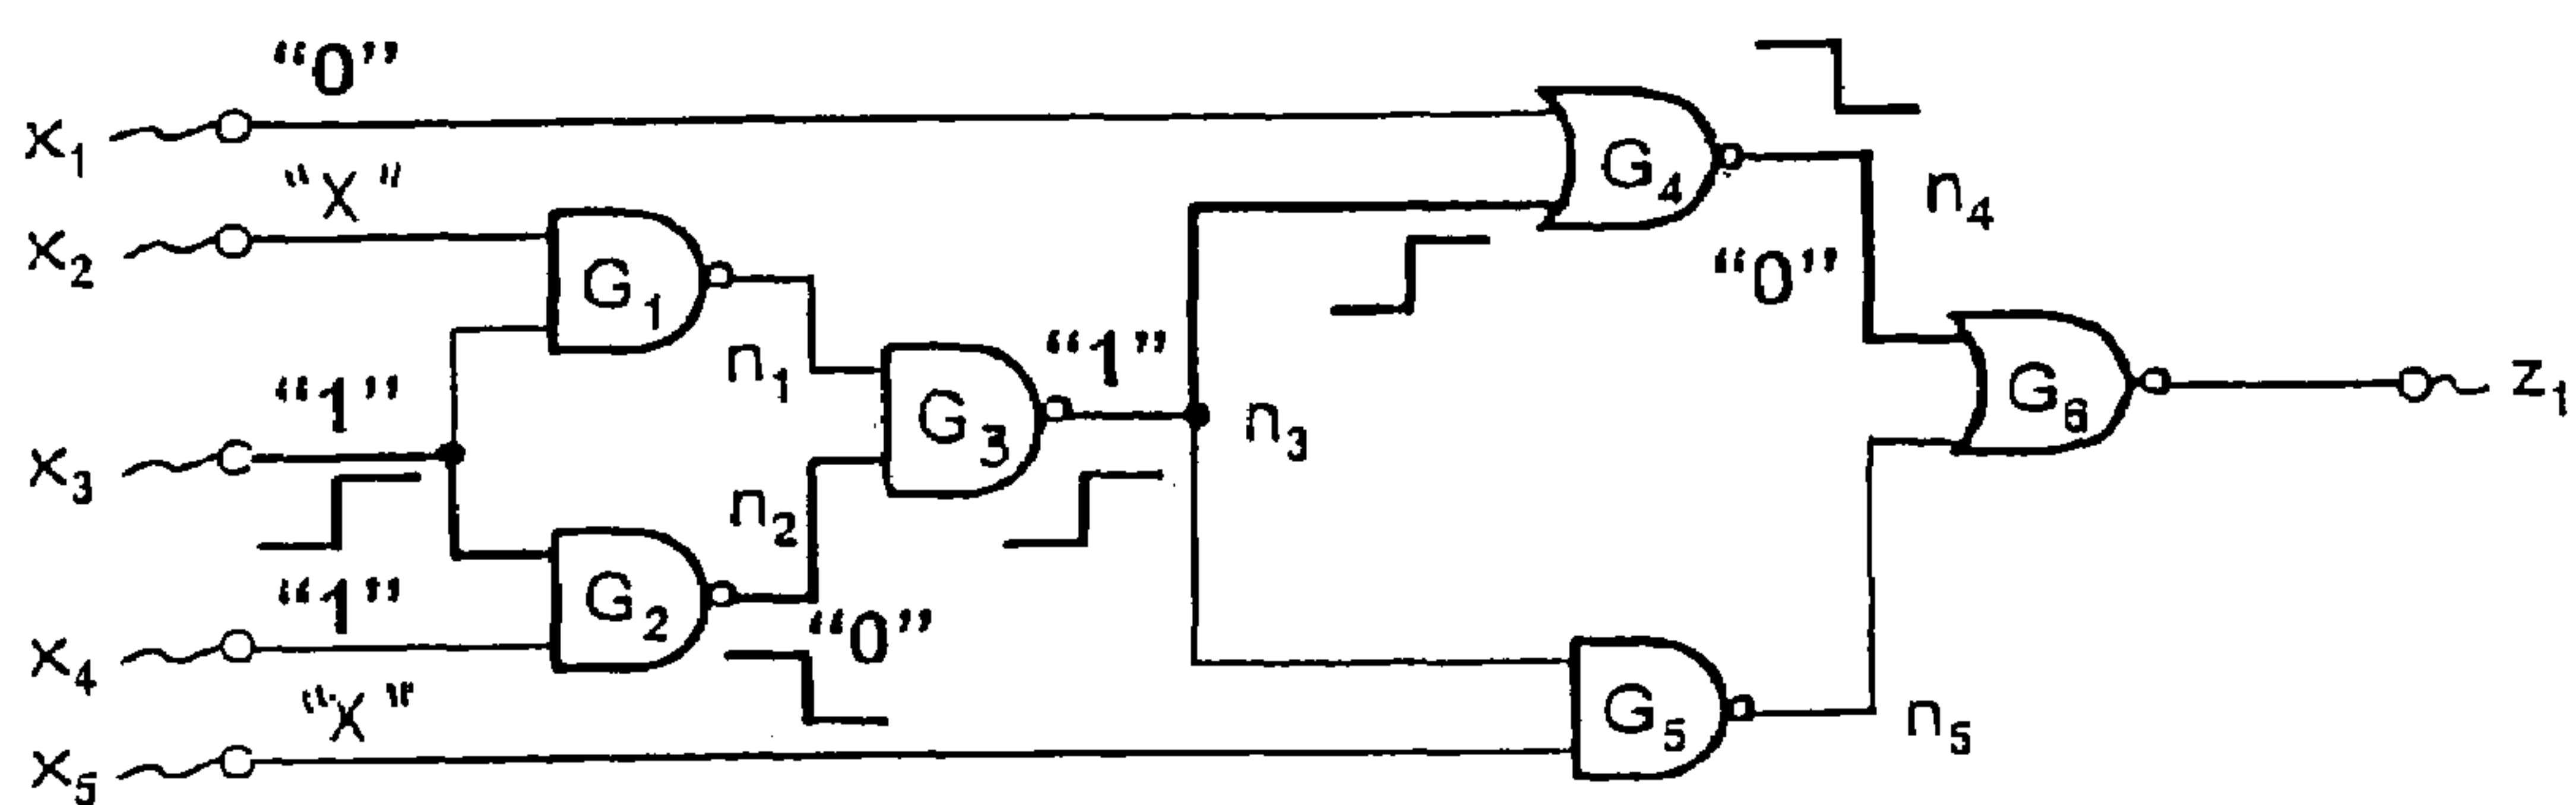 “0”
x₁
G₄
n₄
“X”
x₂
G₁
“0”
n₁
“1”
G₃
n₃
G₆
z₁
“1”
x₃
n₂
“1”
G₂
“0”
x₄
“X”
G₅
n₅
x₅